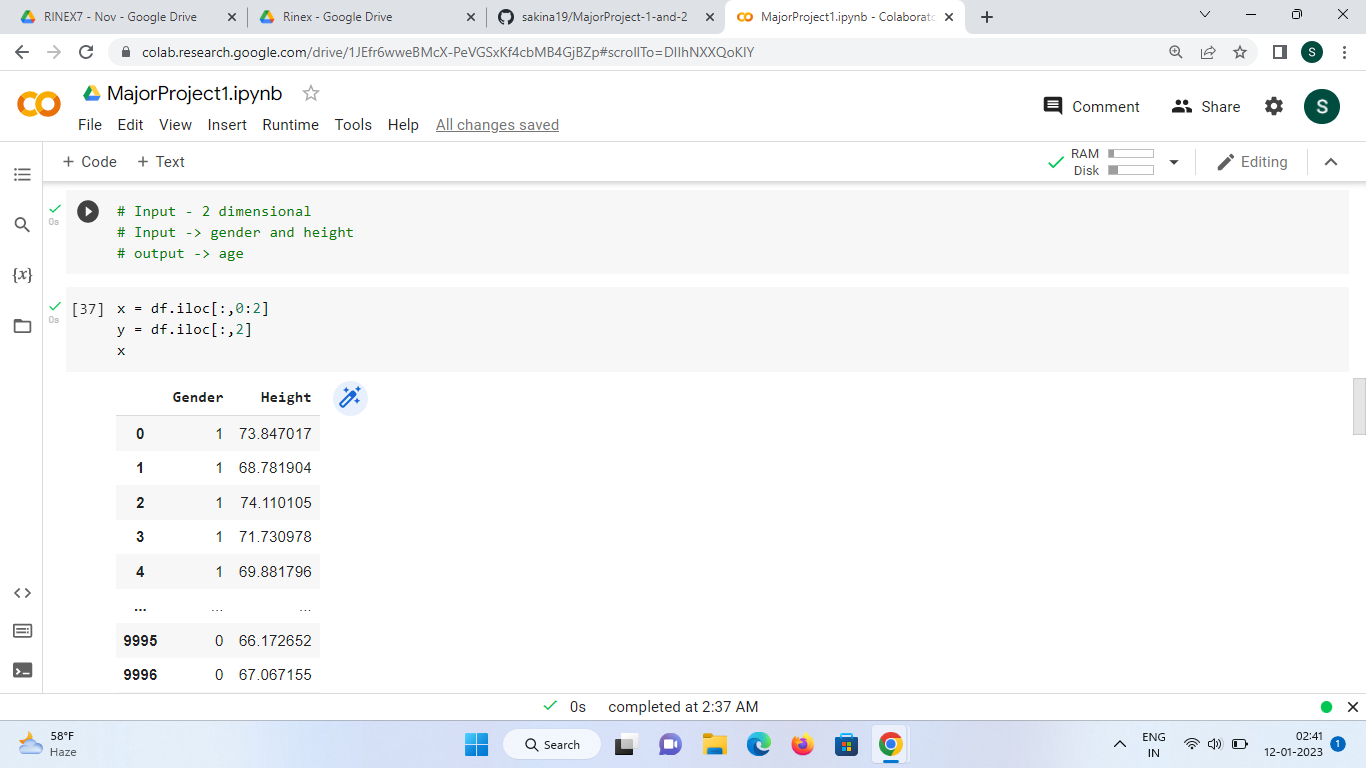 RINEX7 - Nov - Google Drive
Rinex - Google Drive
sakina19/MajorProject-1-and-2
MajorProject1.ipynb - Colaborato
colab.research.google.com/drive/1JEfr6wweBMcX-PeVGSxKf4cbMB4GjBZp#scrollTo=DIIhNXXQoKIY
S
MajorProject1.ipynb
Comment
Share
S
File Edit View Insert Runtime Tools Help All changes saved
+ Code + Text
RAM
Disk
Editing
0s
# Input - 2 dimensional
# Input -> gender and height
# output -> age
{x}
0s
[37] x = df.iloc[:,0:2]
y = df.iloc[:,2]
x
Gender Height
0 1 73.847017
1 1 68.781904
2 1 74.110105
3 1 71.730978
4 1 69.881796
... ... ...
9995 0 66.172652
9996 0 67.067155
0s completed at 2:37 AM
58°F
Haze
Search
ENG
IN
02:41
12-01-2023
1